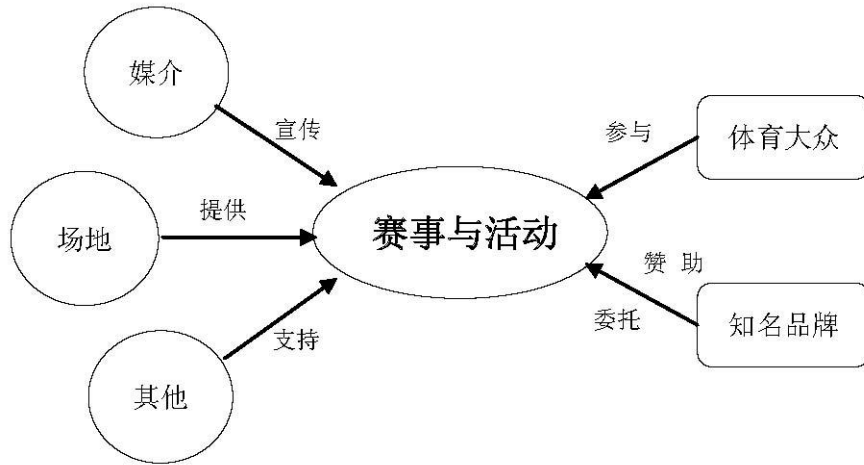 媒介
宣传
参与
体育大众
场地
提供
赛事与活动
赞 助
委托
知名品牌
支持
其他